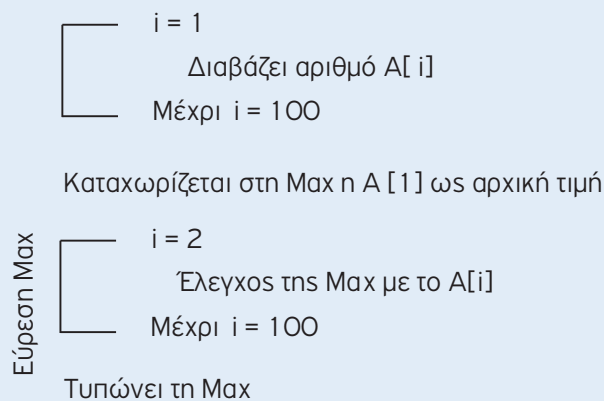 i = 1
Διαβάζει αριθμό A[ i]
Μέχρι i = 100
Καταχωρίζεται στη Max η A [1] ως αρχική τιμή
Εύρεση Max
i = 2
Έλεγχος της Max με το A[i]
Μέχρι i = 100
Τυπώνει τη Max